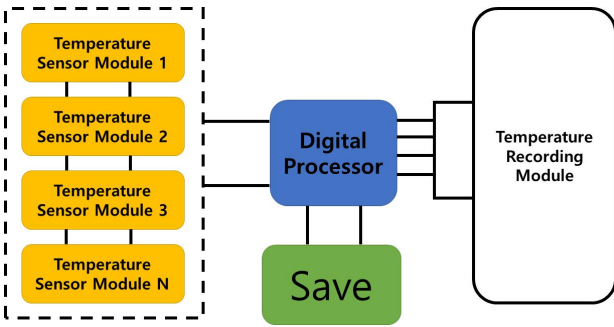 Temperature
Sensor Module 1
Temperature
Sensor Module 2
Temperature
Sensor Module 3
Temperature
Sensor Module N
Digital
Processor
Save
Temperature
Recording
Module